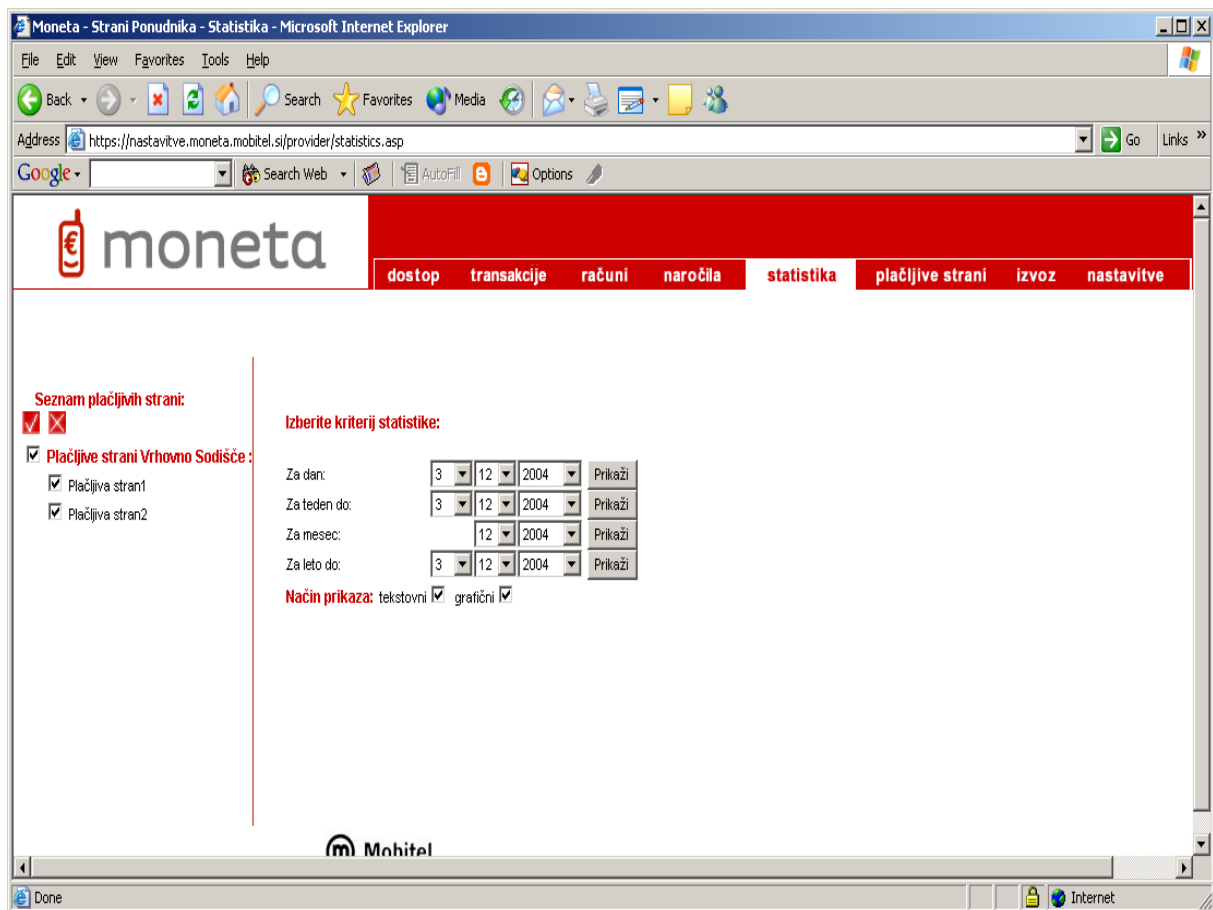 Moneta - Strani Ponudnika - Statistika - Microsoft Internet Explorer
File Edit View Favorites Tools Help
Back Search Favorites Media
Address https://nastavitve.moneta.mobitel.si/provider/statistics.asp Go Links »
Google Search Web AutoFill Options
moneta
dostop transakcije računi naročila statistika plačljive strani izvoz nastavitve
Seznam plačljivih strani:
Izberite kriterij statistike:
Plačljive strani Vrhovno Sodišče :
Plačljiva stran1
Plačljiva stran2
Za dan: 3 12 2004 Prikaži
Za teden do: 3 12 2004 Prikaži
Za mesec: 12 2004 Prikaži
Za leto do: 3 12 2004 Prikaži
Način prikaza: tekstovni grafični
m Mobitel
Done Internet